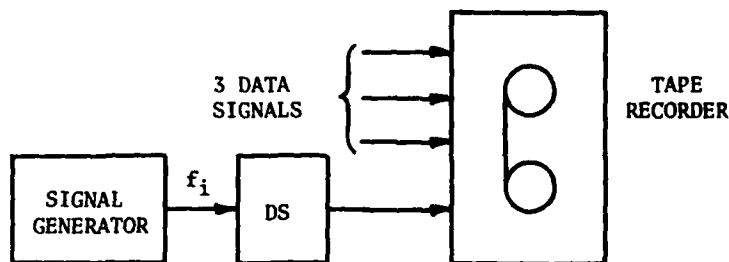 3 DATA
SIGNALS
TAPE
RECORDER
f_i
SIGNAL
GENERATOR
DS